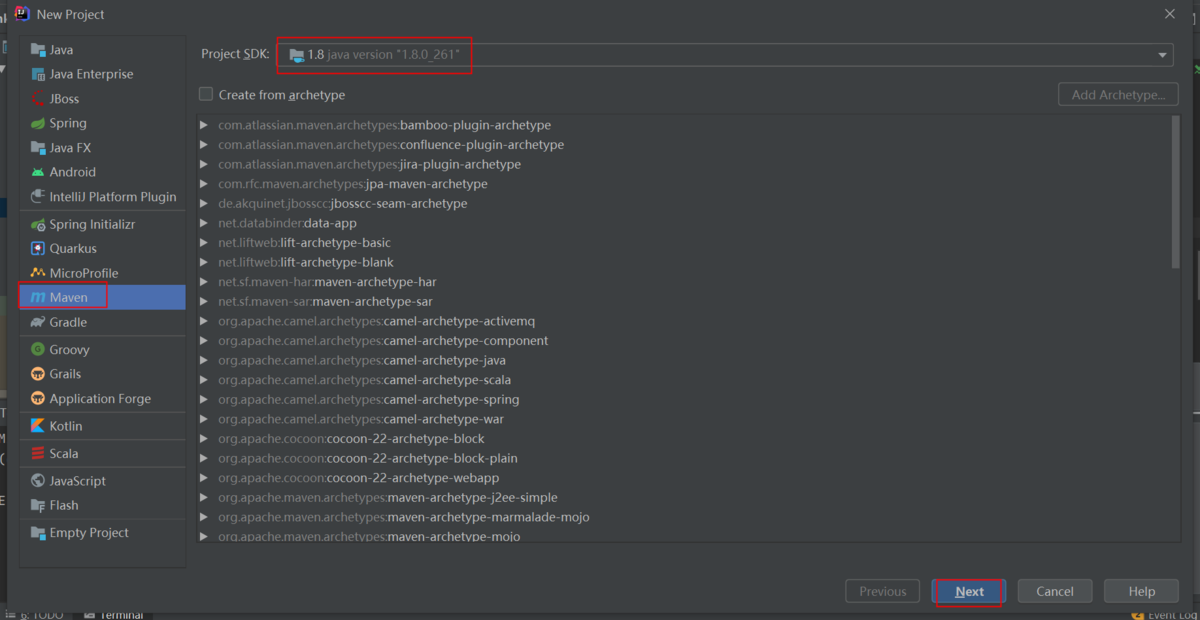 New Project
Java
Java Enterprise
JBoss
Spring
Java FX
Android
IntelliJ Platform Plugin
Spring Initializr
Quarkus
MicroProfile
Maven
Gradle
Groovy
Grails
Application Forge
Kotlin
Scala
JavaScript
Flash
Empty Project
Project SDK: 1.8 java version "1.8.0_261"
Create from archetype
Add Archetype...
com.atlassian.maven.archetypes:bamboo-plugin-archetype
com.atlassian.maven.archetypes:confluence-plugin-archetype
com.atlassian.maven.archetypes:jira-plugin-archetype
com.rfc.maven.archetypes:jpa-maven-archetype
de.akquinet.jbosscc:jbosscc-seam-archetype
net.databinder:data-app
net.liftweb:lift-archetype-basic
net.liftweb:lift-archetype-blank
net.sf.maven-har:maven-archetype-har
net.sf.maven-sar:maven-archetype-sar
org.apache.camel.archetypes:camel-archetype-activemq
org.apache.camel.archetypes:camel-archetype-component
org.apache.camel.archetypes:camel-archetype-java
org.apache.camel.archetypes:camel-archetype-scala
org.apache.camel.archetypes:camel-archetype-spring
org.apache.camel.archetypes:camel-archetype-war
org.apache.cocoon:cocoon-22-archetype-block
org.apache.cocoon:cocoon-22-archetype-block-plain
org.apache.cocoon:cocoon-22-archetype-webapp
org.apache.maven.archetypes:maven-archetype-j2ee-simple
org.apache.maven.archetypes:maven-archetype-marmalade-mojo
org.apache.maven.archetypes:maven-archetype-mojo
Previous
Next
Cancel
Help
6: TODO
Terminal
Event Log